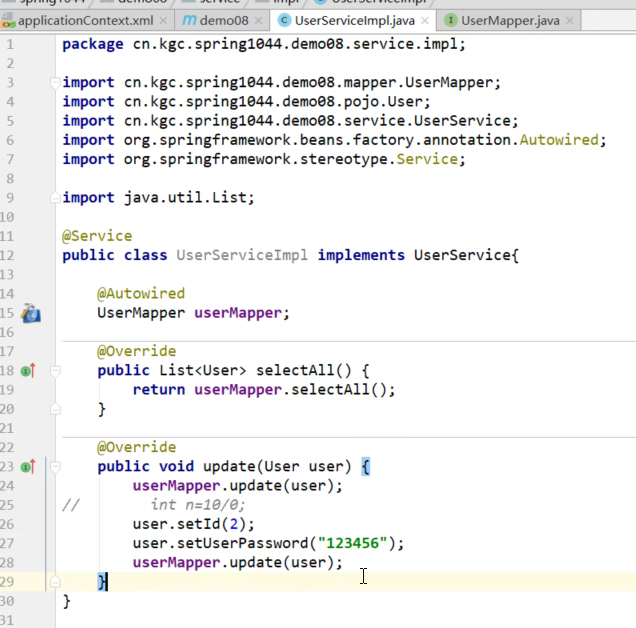 spring1044 demo08 service impl UserServiceImpl
applicationContext.xml demo08 UserServiceImpl.java UserMapper.java
1 package cn.kgc.spring1044.demo08.service.impl;
2
3 import cn.kgc.spring1044.demo08.mapper.UserMapper;
4 import cn.kgc.spring1044.demo08.pojo.User;
5 import cn.kgc.spring1044.demo08.service.UserService;
6 import org.springframework.beans.factory.annotation.Autowired;
7 import org.springframework.stereotype.Service;
8
9 import java.util.List;
10
11 @Service
12 public class UserServiceImpl implements UserService{
13
14 @Autowired
15 UserMapper userMapper;
16
17 @Override
18 public List<User> selectAll() {
19 return userMapper.selectAll();
20 }
21
22 @Override
23 public void update(User user) {
24 userMapper.update(user);
25 // int n=10/0;
26 user.setId(2);
27 user.setUserPassword("123456");
28 userMapper.update(user);
29 }
30 }
31